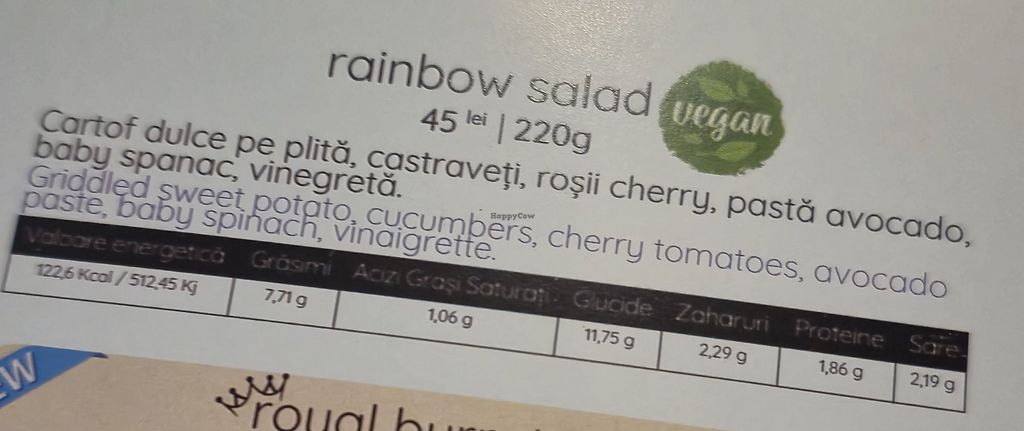 rainbow salad
vegan
45 lei | 220g
Cartof dulce pe plită, castraveți, roșii cherry, pastă avocado,
baby spanac, vinegretă.
Griddled sweet potato, cucumbers, cherry tomatoes, avocado
paste, baby spinach, vinaigrette.
HappyCow
Valoare energetică Grăsimi Acizi Grași Saturați Glucide Zaharuri Proteine Sare
122,6 Kcal / 512,45 Kj 7,71 g 1,06 g 11,75 g 2,29 g 1,86 g 2,19 g